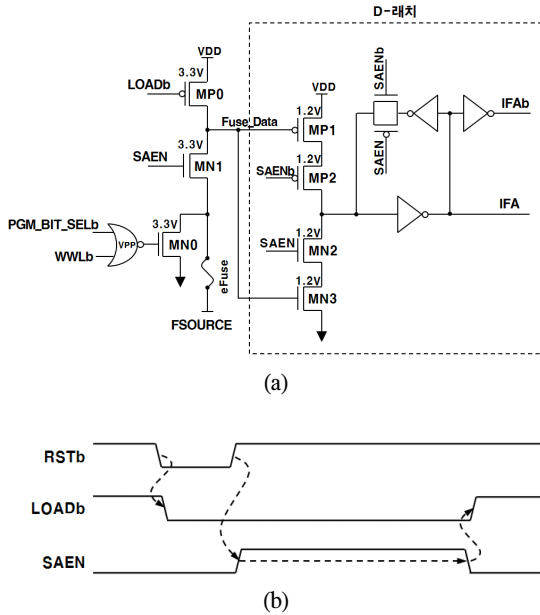 D-래치
VDD
3.3V
LOADb
MP0
VDD
SAENb
1.2V
Fuse_Data
MP1
IFAb
3.3V
SAEN
MN1
1.2V
SAENb
MP2
SAEN
IFA
PGM_BIT_SELb
3.3V
VPP
MN0
WWLb
1.2V
SAEN
MN2
1.2V
MN3
eFuse
FSOURCE
(a)
RSTb
LOADb
SAEN
(b)